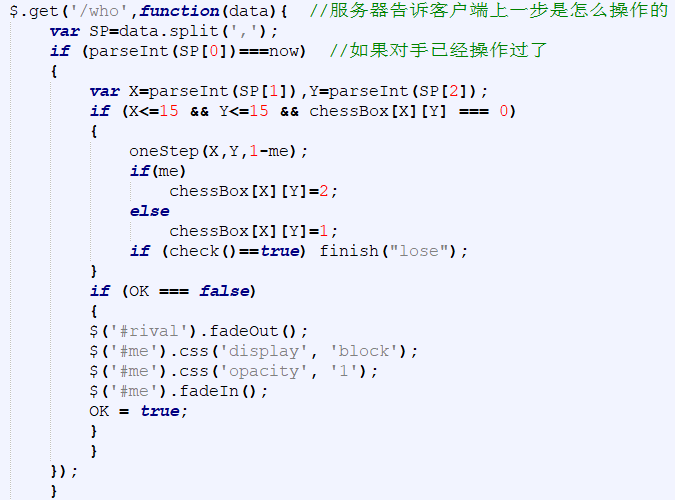 $.get('/who',function(data){  //服务器告诉客户端上一步是怎么操作的
    var SP=data.split(',');
    if (parseInt(SP[0])===now)  //如果对手已经操作过了
    {
        var X=parseInt(SP[1]),Y=parseInt(SP[2]);
        if (X<=15 && Y<=15 && chessBox[X][Y] === 0)
        {
            oneStep(X,Y,1-me);
            if(me)
                chessBox[X][Y]=2;
            else
                chessBox[X][Y]=1;
            if (check()==true) finish("lose");
        }
        if (OK === false)
        {
        $('#rival').fadeOut();
        $('#me').css('display', 'block');
        $('#me').css('opacity', '1');
        $('#me').fadeIn();
        OK = true;
        }
        }
    });
    }